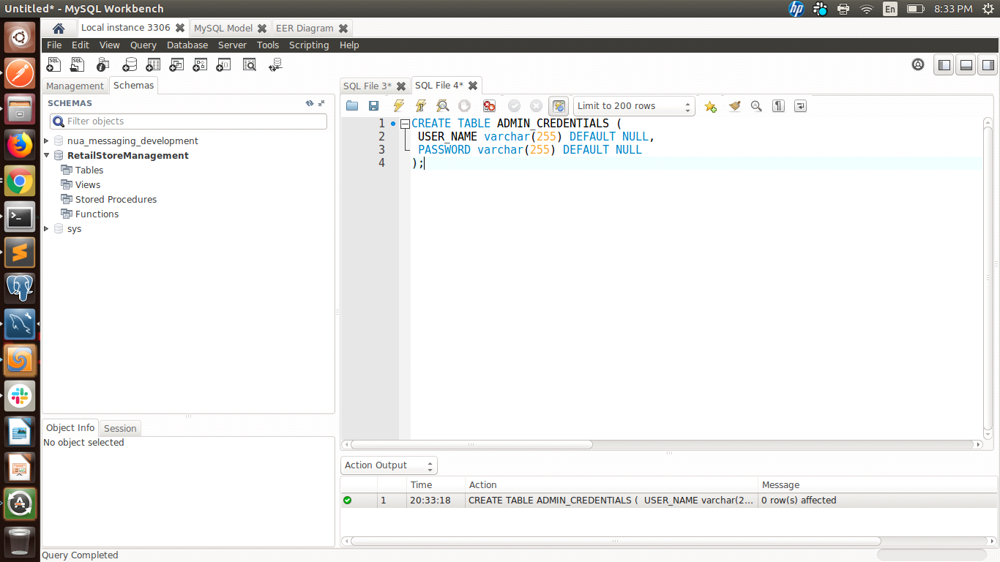 Untitled* - MySQL Workbench
hp
En
8:33 PM
Local instance 3306
MySQL Model
EER Diagram
File Edit View Query Database Server Tools Scripting Help
Management
Schemas
SQL File 3*
SQL File 4*
SCHEMAS
Filter objects
nua_messaging_development
RetailStoreManagement
Tables
Views
Stored Procedures
Functions
sys
Limit to 200 rows
1 CREATE TABLE ADMIN_CREDENTIALS (
2 USER_NAME varchar(255) DEFAULT NULL,
3 PASSWORD varchar(255) DEFAULT NULL
4 );
Object Info
Session
No object selected
Action Output
Time Action Message
1 20:33:18 CREATE TABLE ADMIN_CREDENTIALS ( USER_NAME varchar(2... 0 row(s) affected
Query Completed